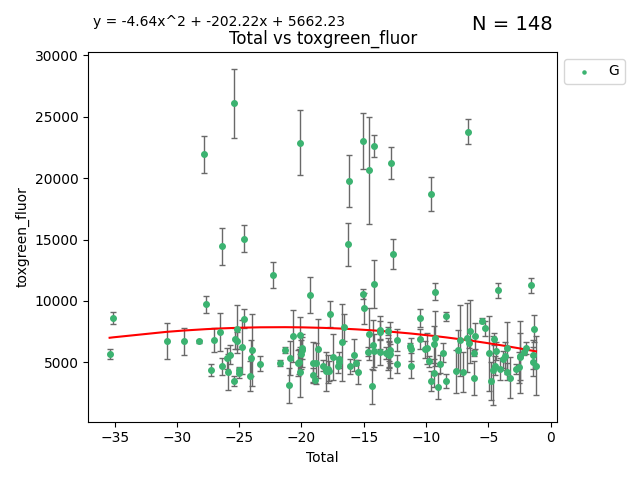 y = -4.64x^2 + -202.22x + 5662.23
N = 148
Total vs toxgreen_fluor
G
30000
25000
20000
15000
10000
5000
toxgreen_fluor
−35 −30 −25 −20 −15 −10 −5 0
Total